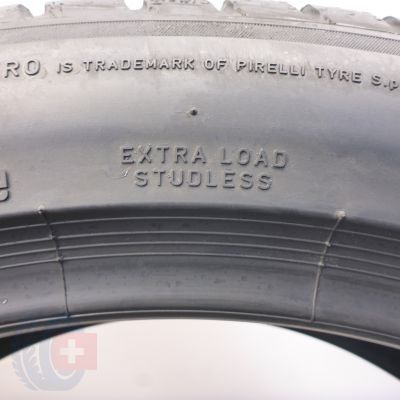 RO IS TRADEMARK OF PIRELLI TYRE S.p
EXTRA LOAD
STUDLESS